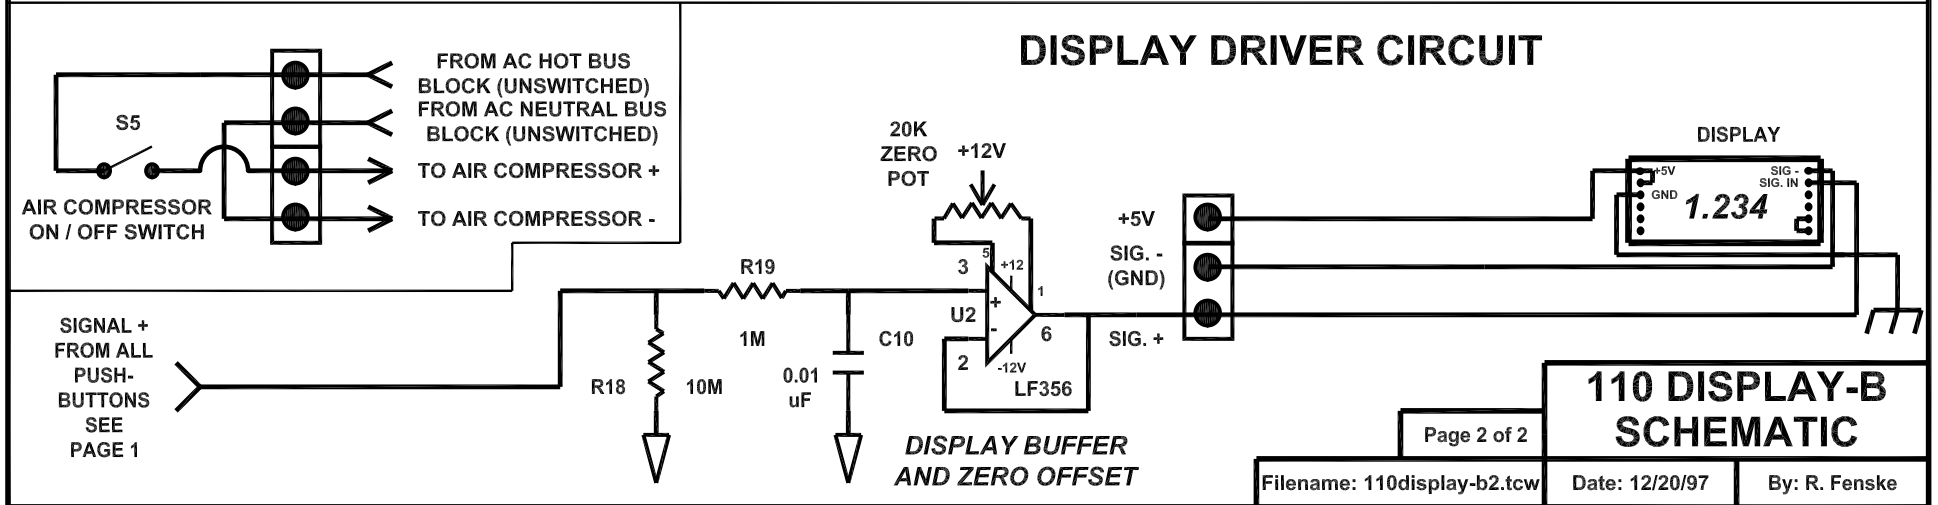 DISPLAY DRIVER CIRCUIT
FROM AC HOT BUS
BLOCK (UNSWITCHED)
FROM AC NEUTRAL BUS
BLOCK (UNSWITCHED)
S5
TO AIR COMPRESSOR +
TO AIR COMPRESSOR -
AIR COMPRESSOR
ON / OFF SWITCH
20K
ZERO
POT
+12V
DISPLAY
+5V
GND
SIG -
SIG. IN
1.234
+5V
SIG. -
(GND)
SIG. +
SIGNAL +
FROM ALL
PUSH-
BUTTONS
SEE
PAGE 1
R18
10M
R19
1M
C10
0.01
uF
3
5
+12
1
+
U2
-
6
2
-12V
LF356
DISPLAY BUFFER
AND ZERO OFFSET
110 DISPLAY-B
SCHEMATIC
Page 2 of 2
Filename: 110display-b2.tcw
Date: 12/20/97
By: R. Fenske